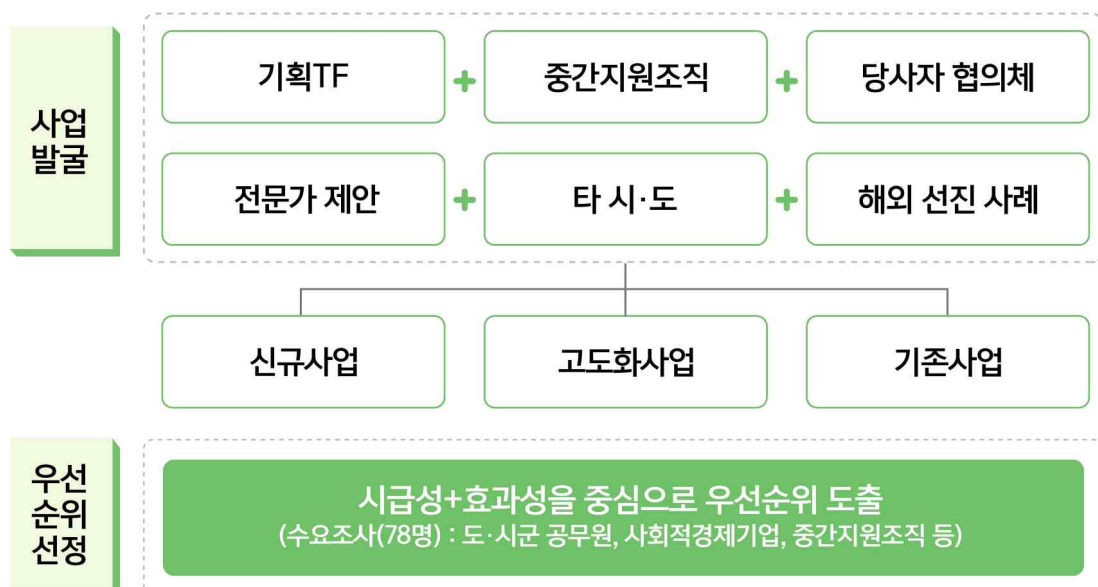 사업
발굴
기획TF + 중간지원조직 + 당사자 협의체
전문가 제안 + 타 시·도 + 해외 선진 사례
신규사업 고도화사업 기존사업
우선
순위
선정
시급성+효과성을 중심으로 우선순위 도출
(수요조사(78명) : 도·시군 공무원, 사회적경제기업, 중간지원조직 등)